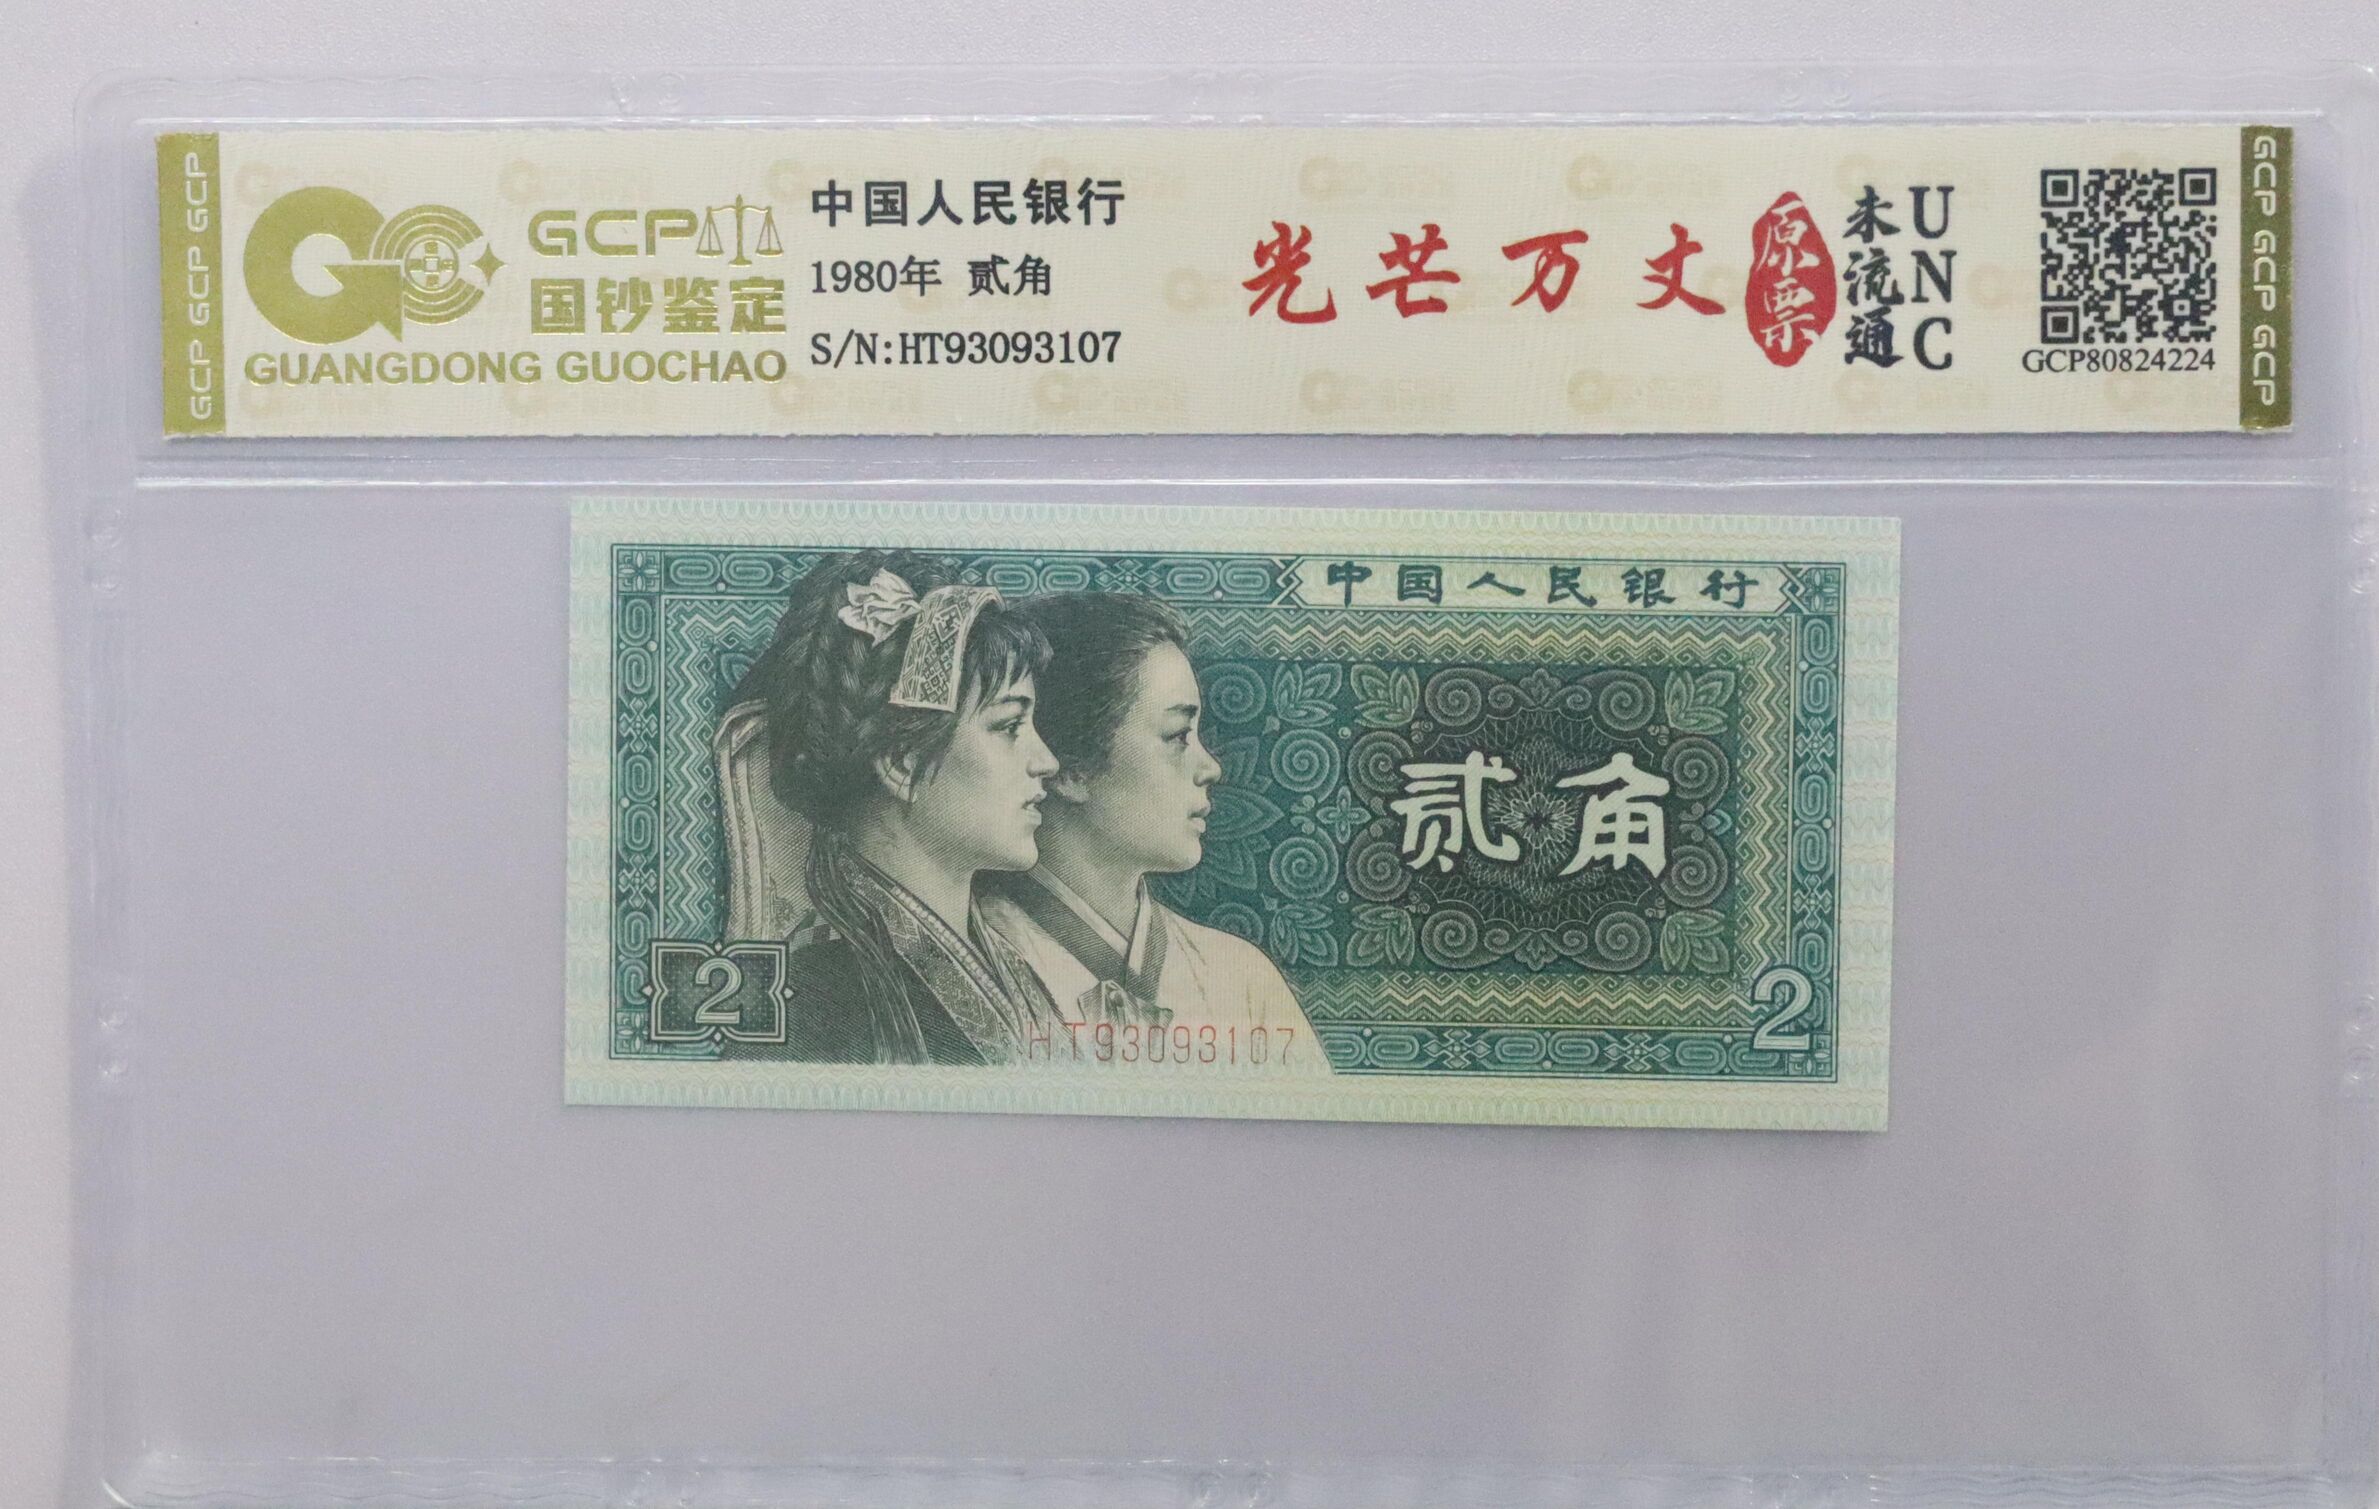 GCP GCP GCP
GCP
国钞鉴定
GUANGDONG GUOCHAO
中国人民银行
1980年 贰角
S/N:HT93093107
光芒万丈
原票
未流通
UNC
GCP80824224
GCP GCP GCP
中国人民银行
贰角
2
HT93093107
2